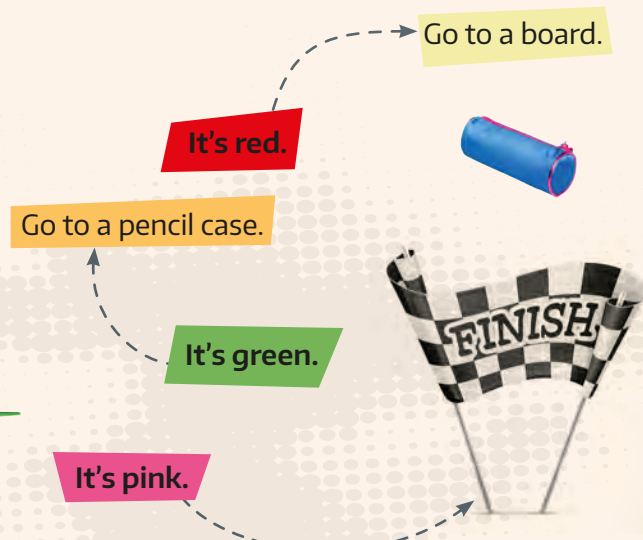 Go to a board.
It's red.
Go to a pencil case.
FINISH
It's green.
It's pink.